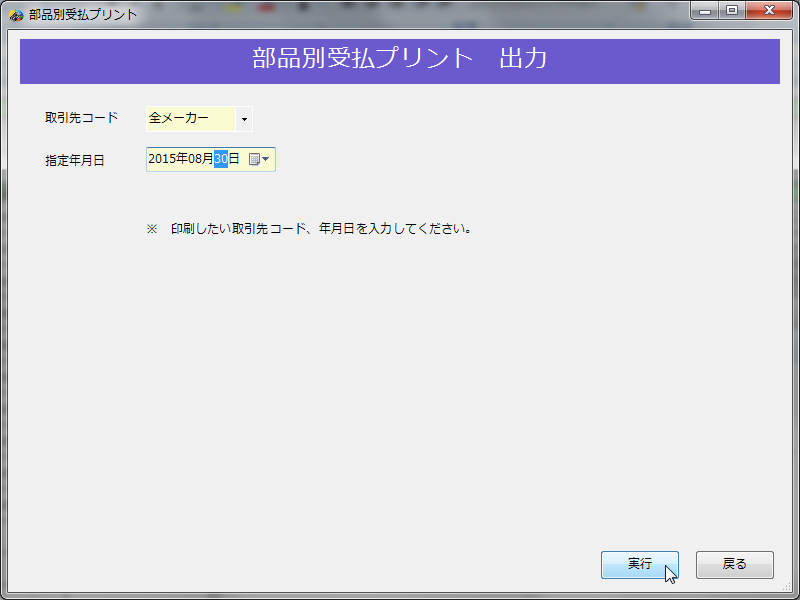 部品別受払プリント
部品別受払プリント　出力
取引先コード 全メーカー
指定年月日 2015年08月30日
※　印刷したい取引先コード、年月日を入力してください。
実行 戻る